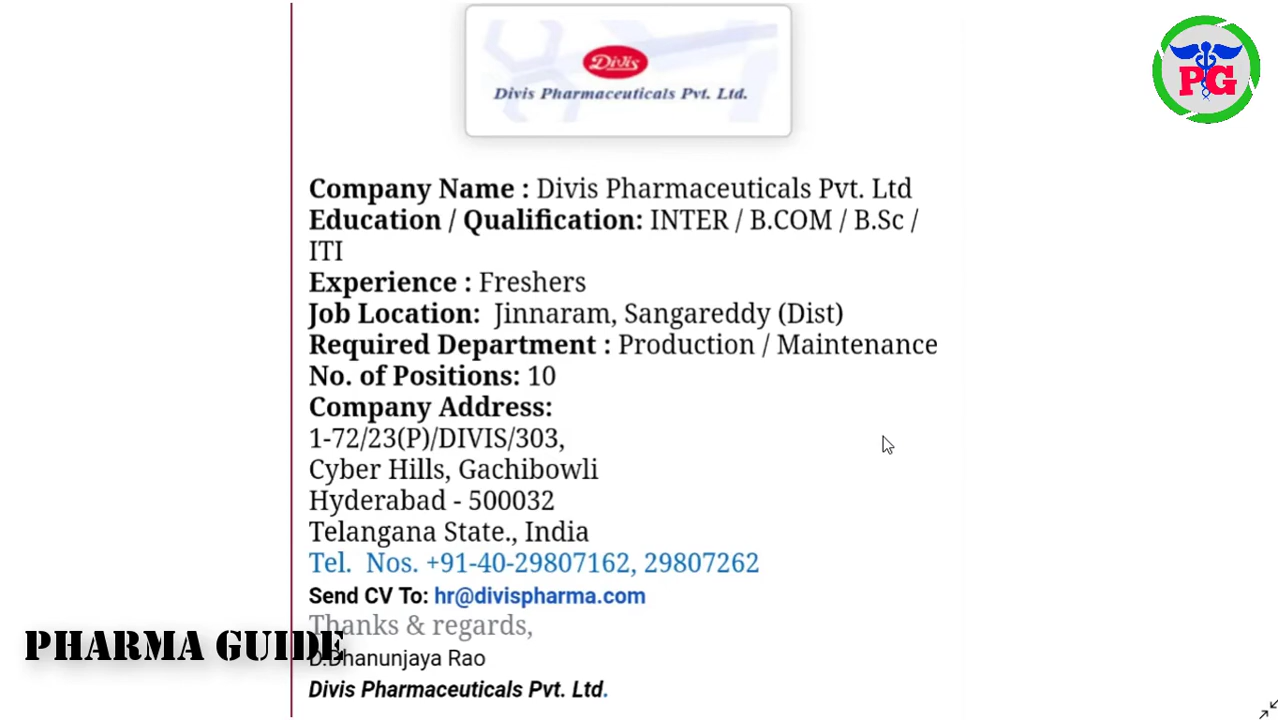 Divis
Divis Pharmaceuticals Pvt. Ltd.
PG
Company Name : Divis Pharmaceuticals Pvt. Ltd
Education / Qualification: INTER / B.COM / B.Sc /
ITI
Experience : Freshers
Job Location: Jinnaram, Sangareddy (Dist)
Required Department : Production / Maintenance
No. of Positions: 10
Company Address:
1-72/23(P)/DIVIS/303,
Cyber Hills, Gachibowli
Hyderabad - 500032
Telangana State., India
Tel. Nos. +91-40-29807162, 29807262
Send CV To: hr@divispharma.com
Thanks & regards,
PHARMA GUIDE
D.Dhanunjaya Rao
Divis Pharmaceuticals Pvt. Ltd.